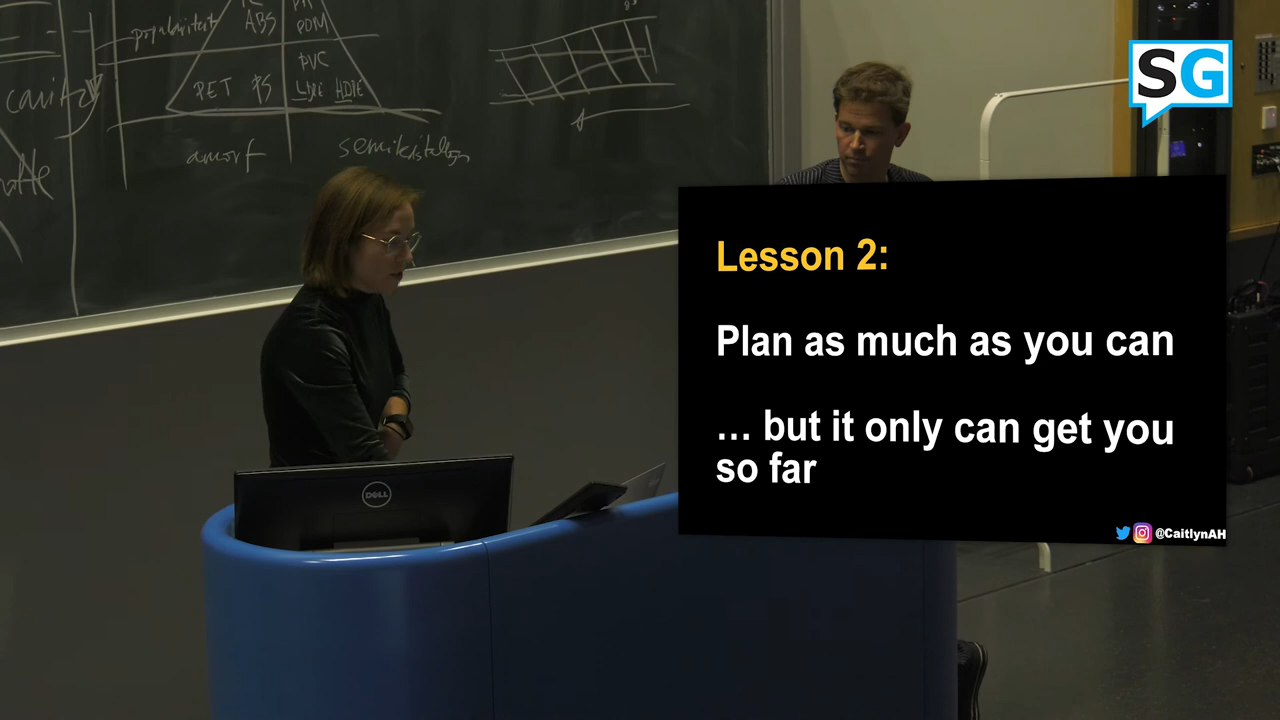 ABS
POM
popularitet
PVC
PET PS
LDPE HDPE
amorf
SG
Lesson 2:
Plan as much as you can
… but it only can get you
so far
DELL
@CaitlynAH